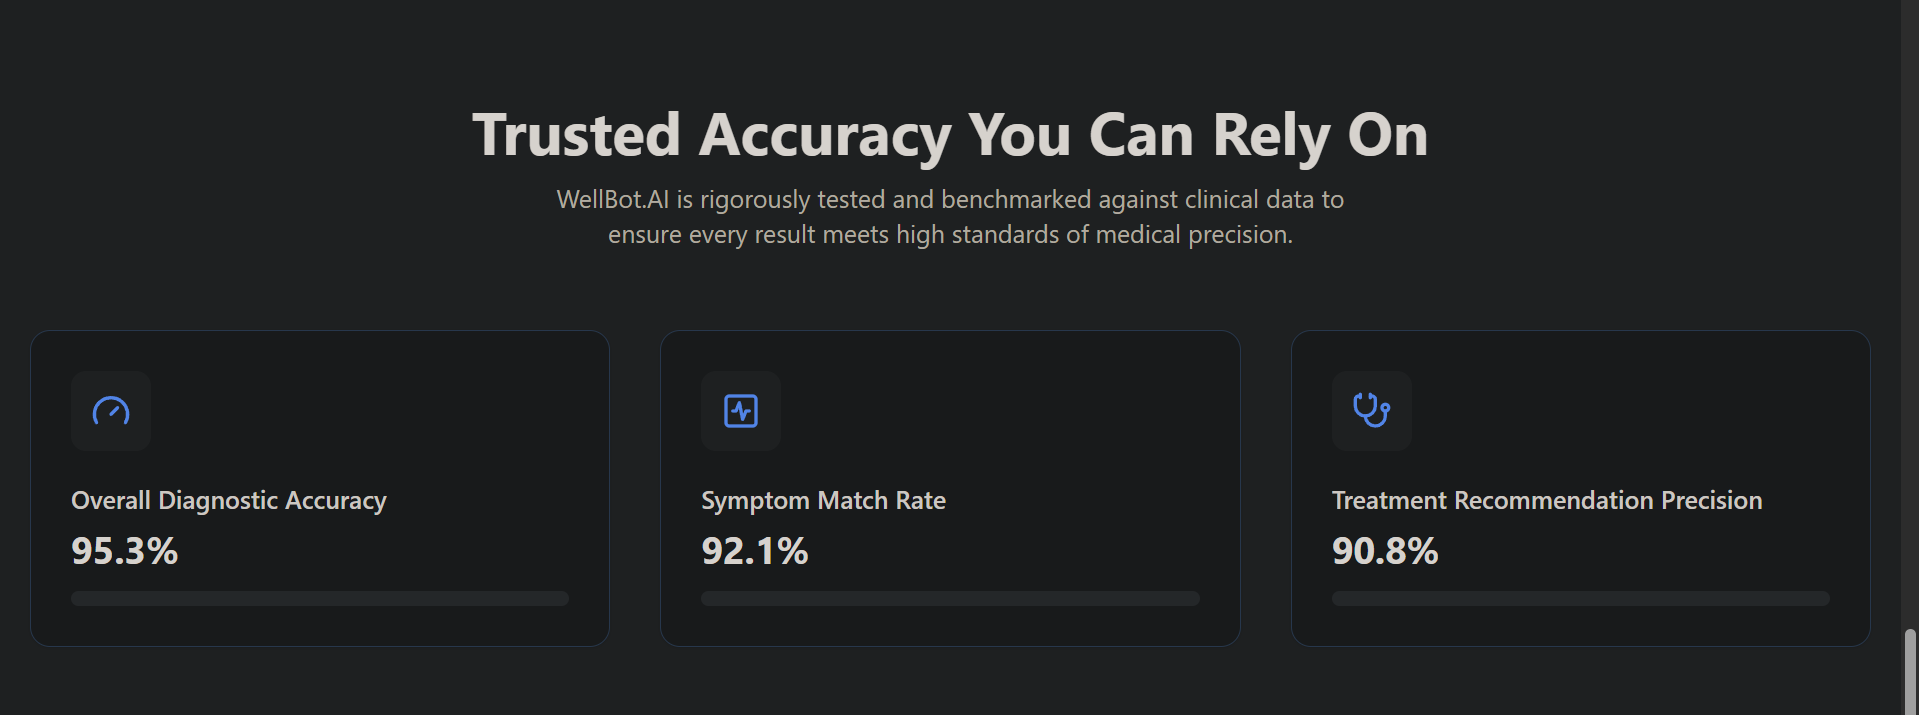 Trusted Accuracy You Can Rely On
WellBot.AI is rigorously tested and benchmarked against clinical data to
ensure every result meets high standards of medical precision.
Overall Diagnostic Accuracy
95.3%
Symptom Match Rate
92.1%
Treatment Recommendation Precision
90.8%